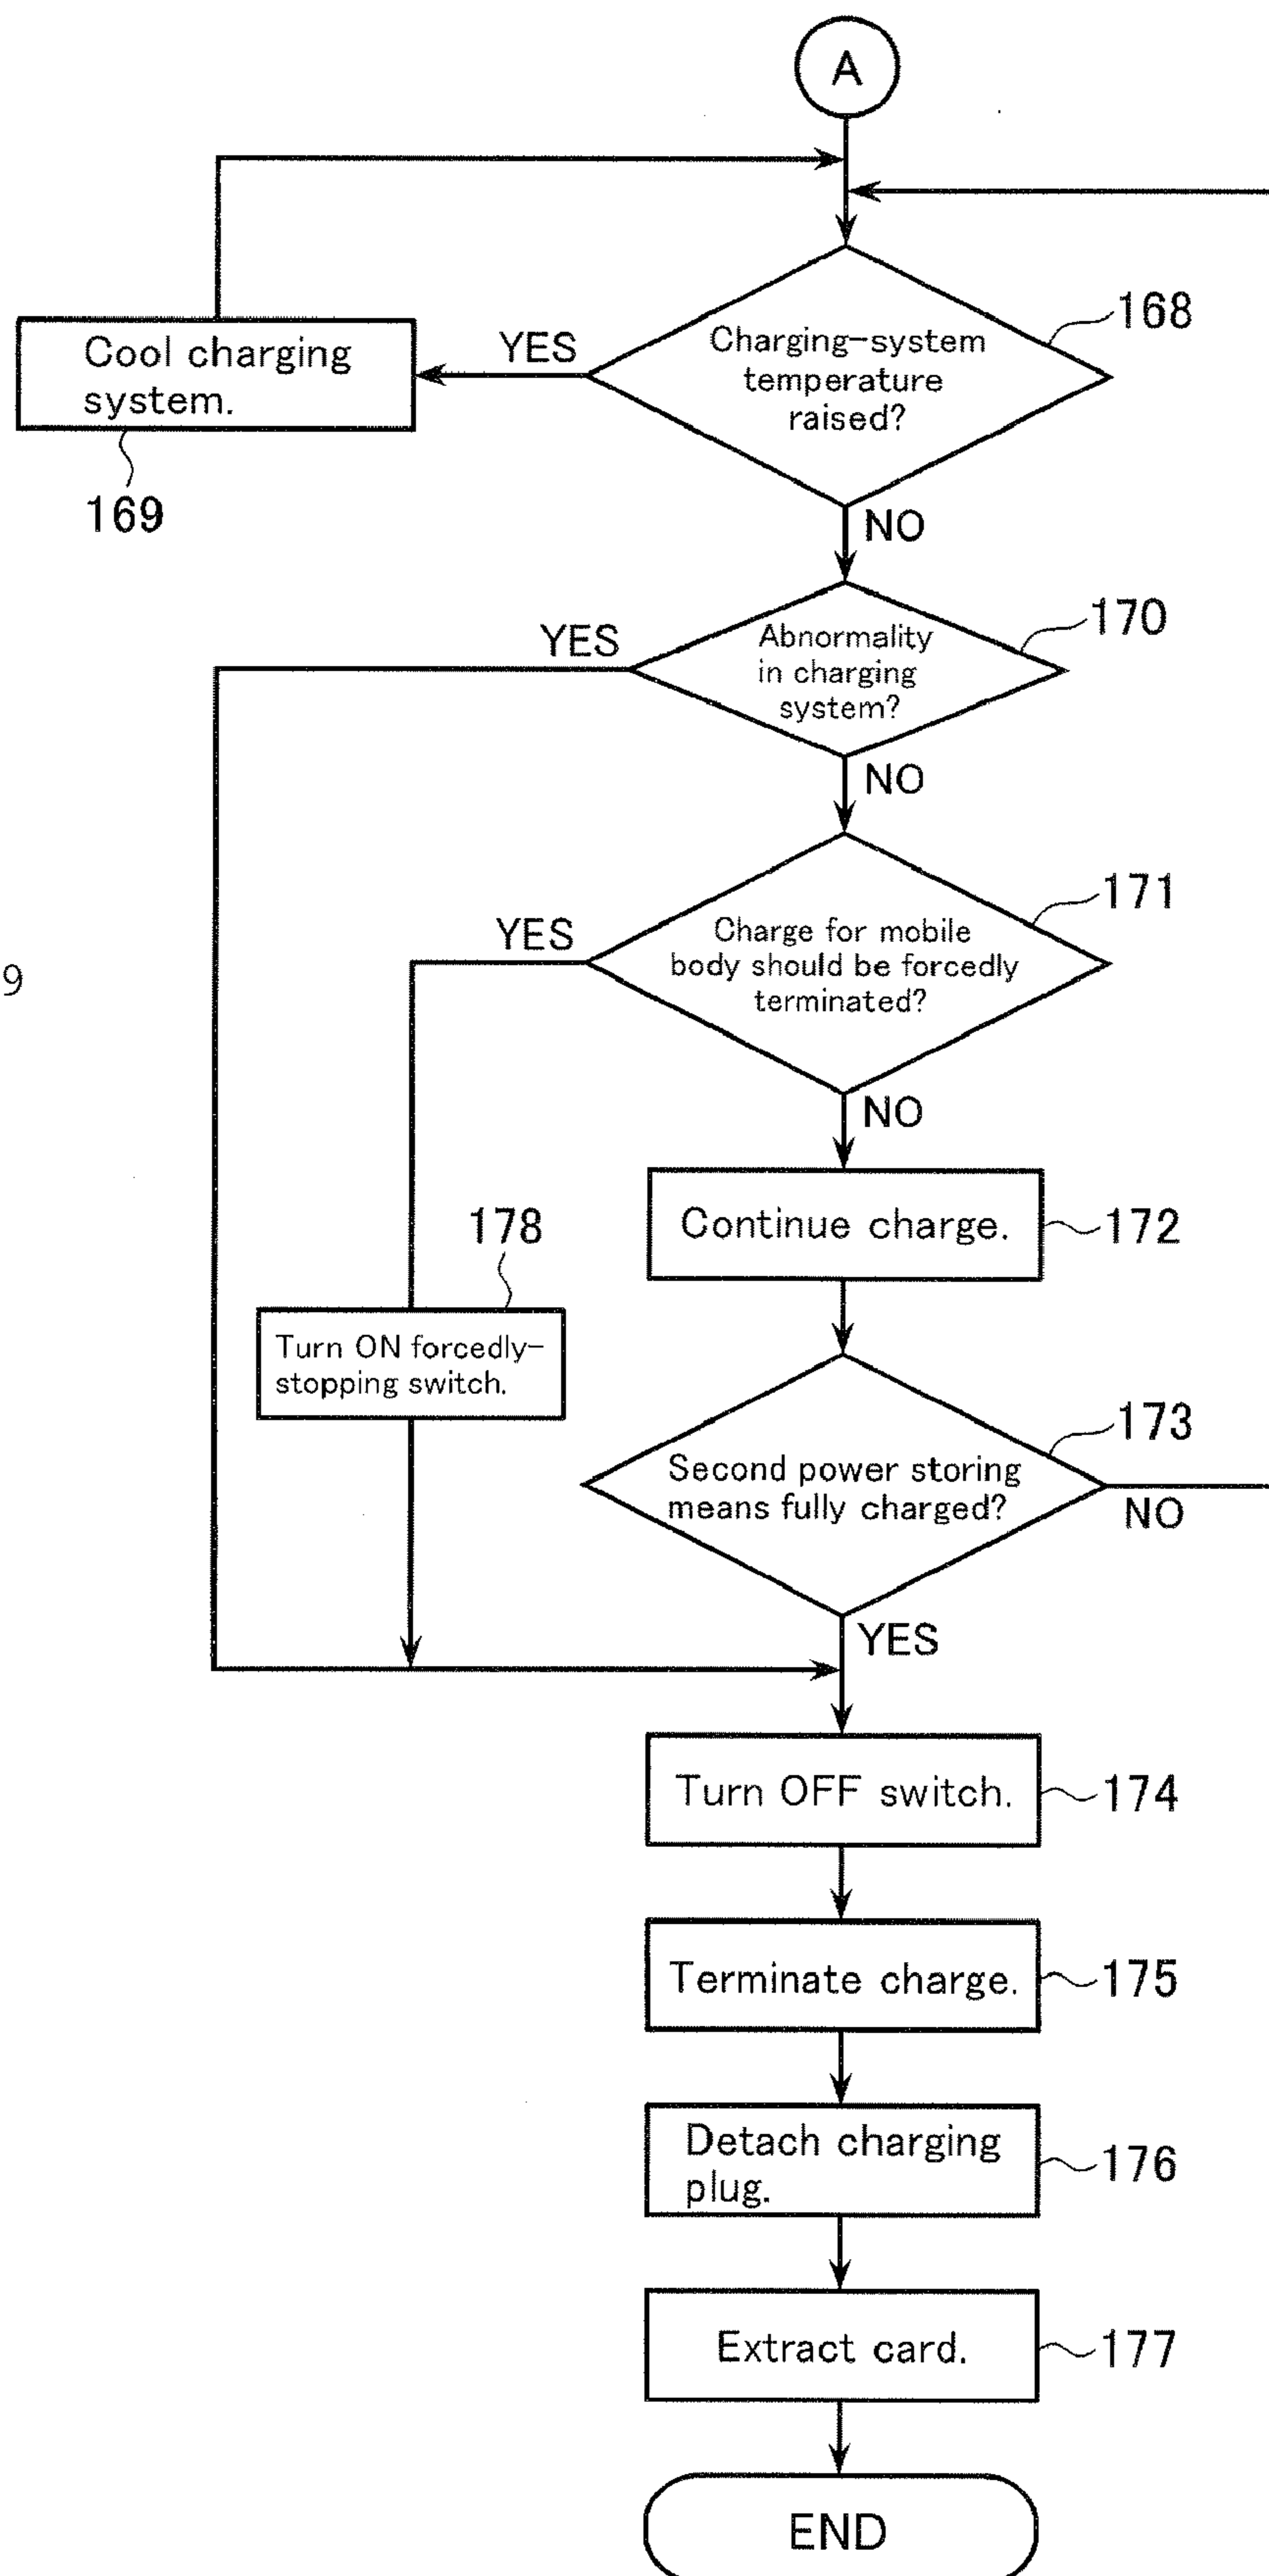 A
168
Charging-system
temperature
raised?
YES
Cool charging
system.
169
NO
170
Abnormality
in charging
system?
YES
NO
171
Charge for mobile
body should be forcedly
terminated?
YES
9
NO
Continue charge.
172
178
Turn ON forcedly-
stopping switch.
173
Second power storing
means fully charged?
NO
YES
Turn OFF switch.
174
Terminate charge.
175
Detach charging
plug.
176
Extract card.
177
END